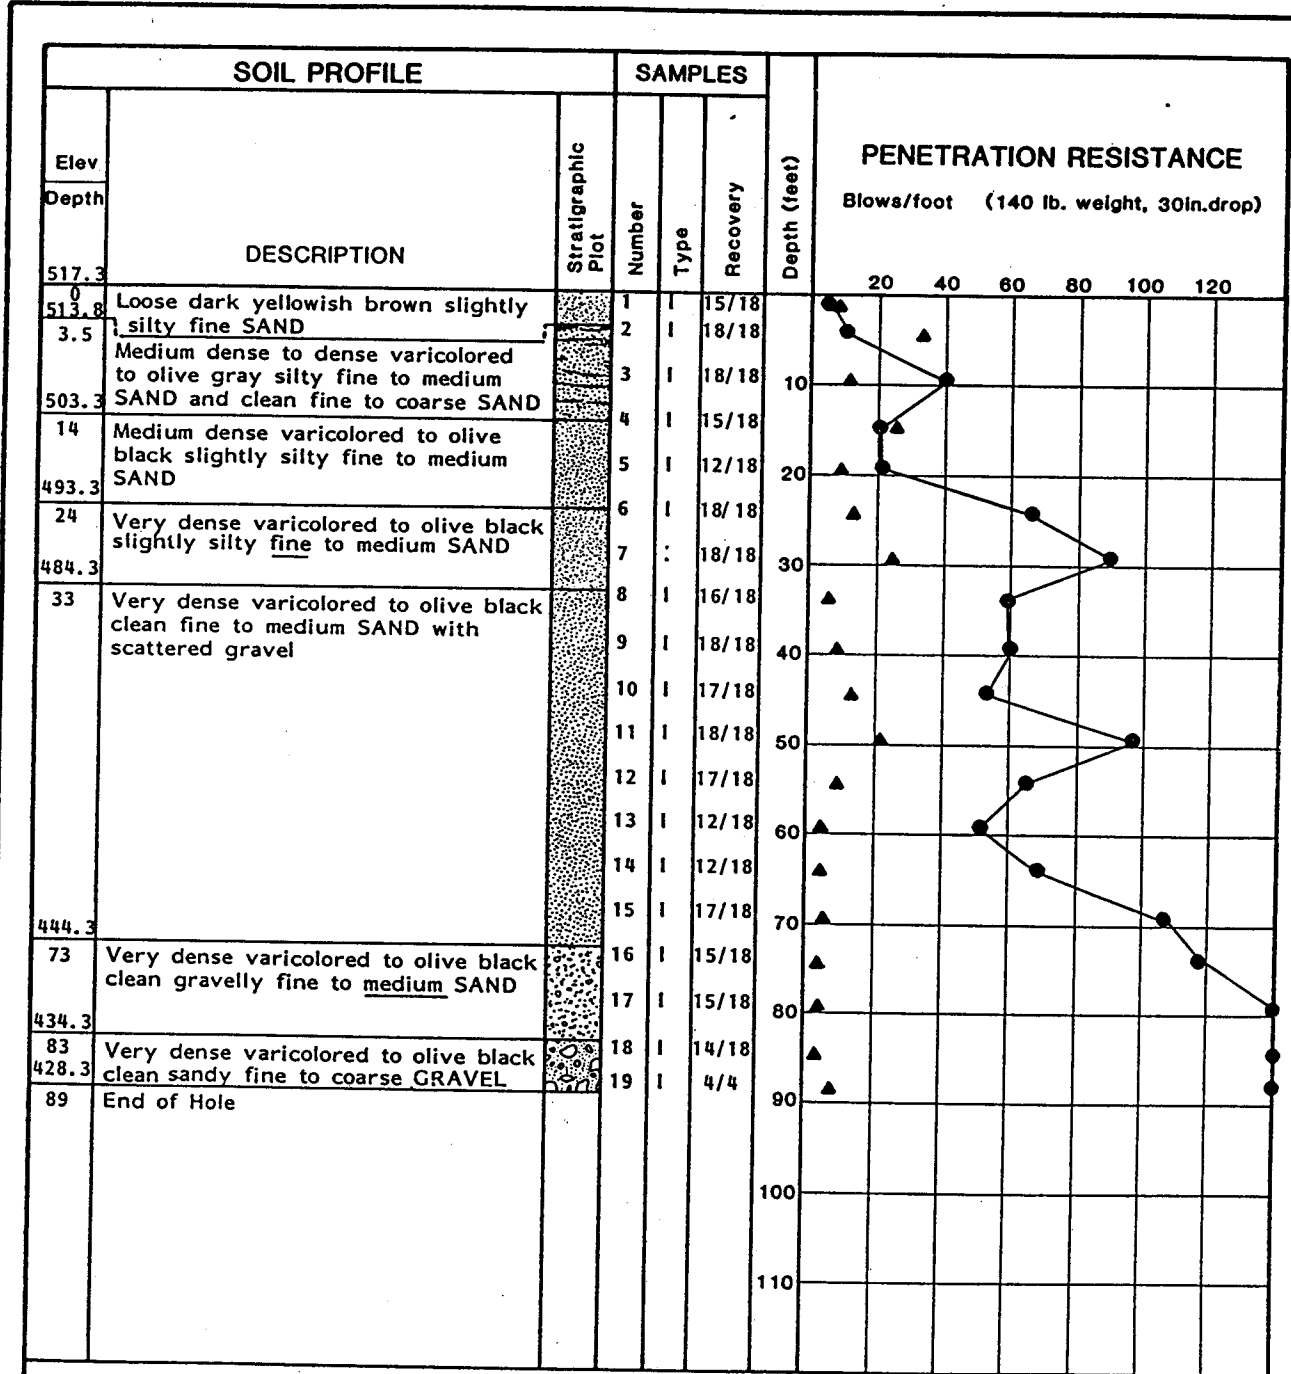 SOIL PROFILE
SAMPLES
Elev
Depth
DESCRIPTION
Stratigraphic
Plot
Number
Type
Recovery
Depth (feet)
PENETRATION RESISTANCE
Blows/foot (140 lb. weight, 30in.drop)
20 40 60 80 100 120
517.3
0
513.8
Loose dark yellowish brown slightly
silty fine SAND
3.5
Medium dense to dense varicolored
to olive gray silty fine to medium
SAND and clean fine to coarse SAND
503.3
14
Medium dense varicolored to olive
black slightly silty fine to medium
SAND
493.3
24
Very dense varicolored to olive black
slightly silty fine to medium SAND
484.3
33
Very dense varicolored to olive black
clean fine to medium SAND with
scattered gravel
444.3
73
Very dense varicolored to olive black
clean gravelly fine to medium SAND
434.3
83
Very dense varicolored to olive black
428.3
clean sandy fine to coarse GRAVEL
89
End of Hole
1 I 15/18
2 I 18/18
3 I 18/18
4 I 15/18
5 I 12/18
6 I 18/18
7 18/18
8 I 16/18
9 I 18/18
10 I 17/18
11 I 18/18
12 I 17/18
13 I 12/18
14 I 12/18
15 I 17/18
16 I 15/18
17 I 15/18
18 I 14/18
19 I 4/4
10
20
30
40
50
60
70
80
90
100
110